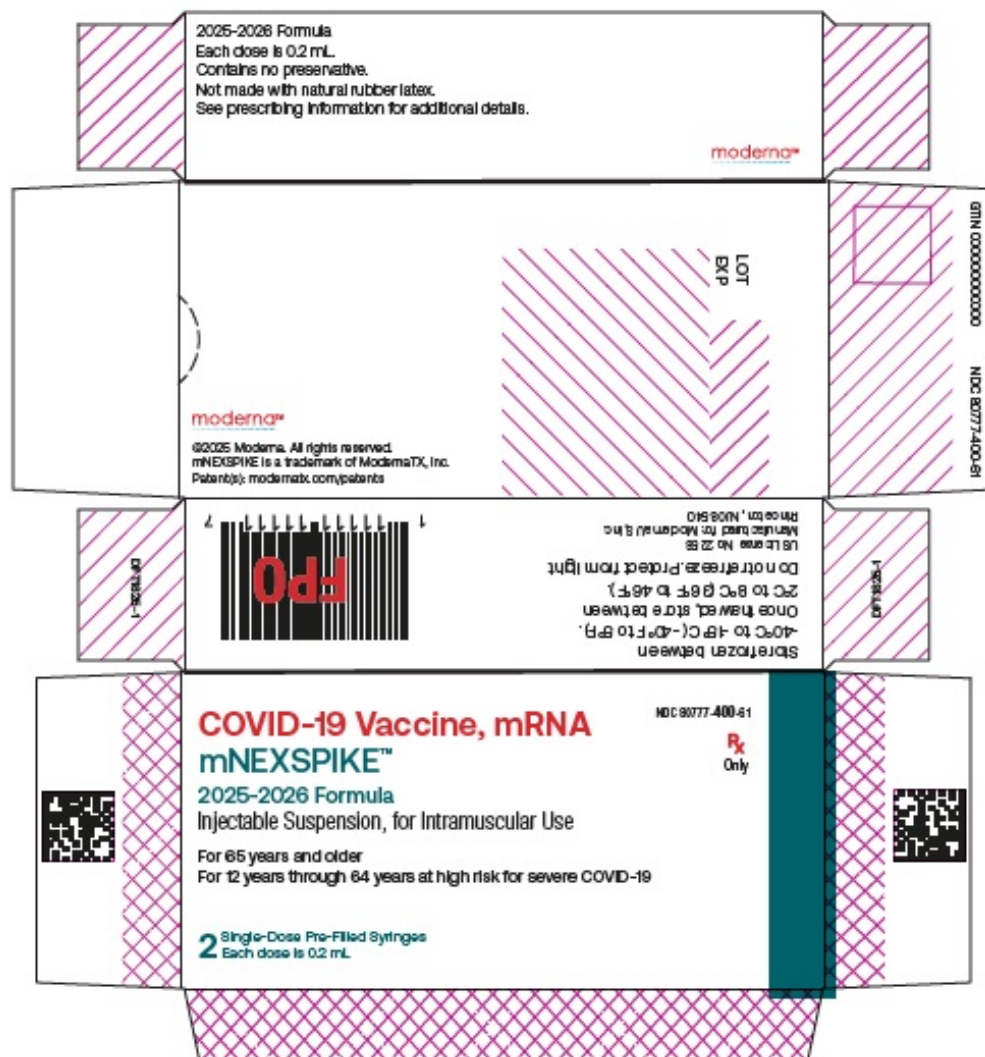 2025-2026 Formula
Each dose is 0.2 mL.
Contains no preservative.
Not made with natural rubber latex.
See prescribing information for additional details.
moderna™
LOT
EXP
GTIN 00000000000000
NDC 80777-400-61
moderna™
©2025 Moderna. All rights reserved.
mNEXSPIKE is a trademark of ModernaTX, Inc.
Patent(s): modernatx.com/patents
Store frozen between
-40°C to -15°C (-40°F to 5°F).
Once thawed, store between
2°C to 8°C (36°F to 46°F).
Do not refreeze. Protect from light
US License No. 2256
Manufactured for: Moderna US, Inc.
Princeton, NJ 08540
1 1111111111 7
FPO
COVID-19 Vaccine, mRNA
mNEXSPIKE™
2025-2026 Formula
Injectable Suspension, for Intramuscular Use
For 65 years and older
For 12 years through 64 years at high risk for severe COVID-19
2 Single-Dose Pre-Filled Syringes
Each dose is 0.2 mL
NDC 80777-400-61
Rx
Only